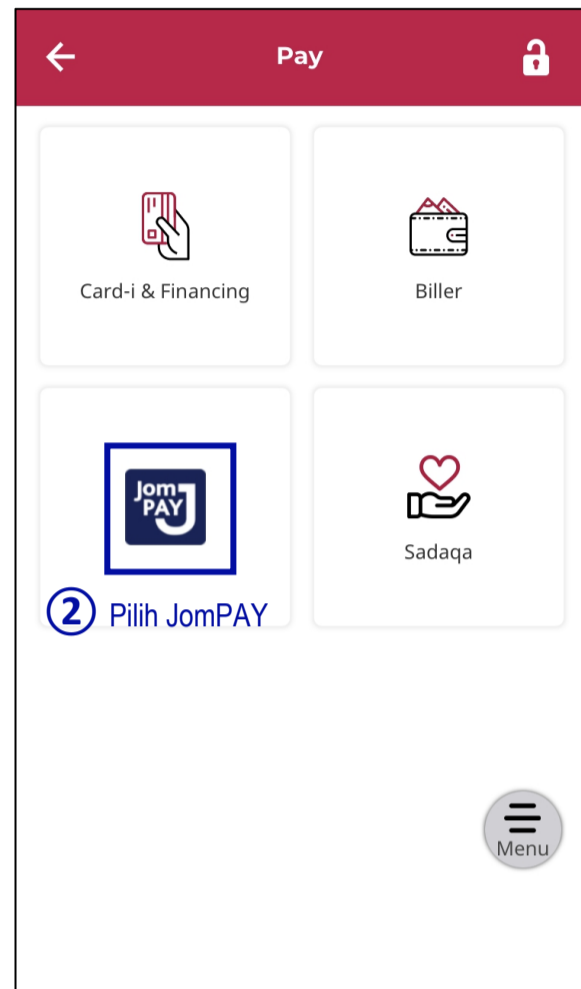 Pay
Card-i & Financing
Biller
Jom
PAY
Sadaqa
2 Pilih JomPAY
Menu